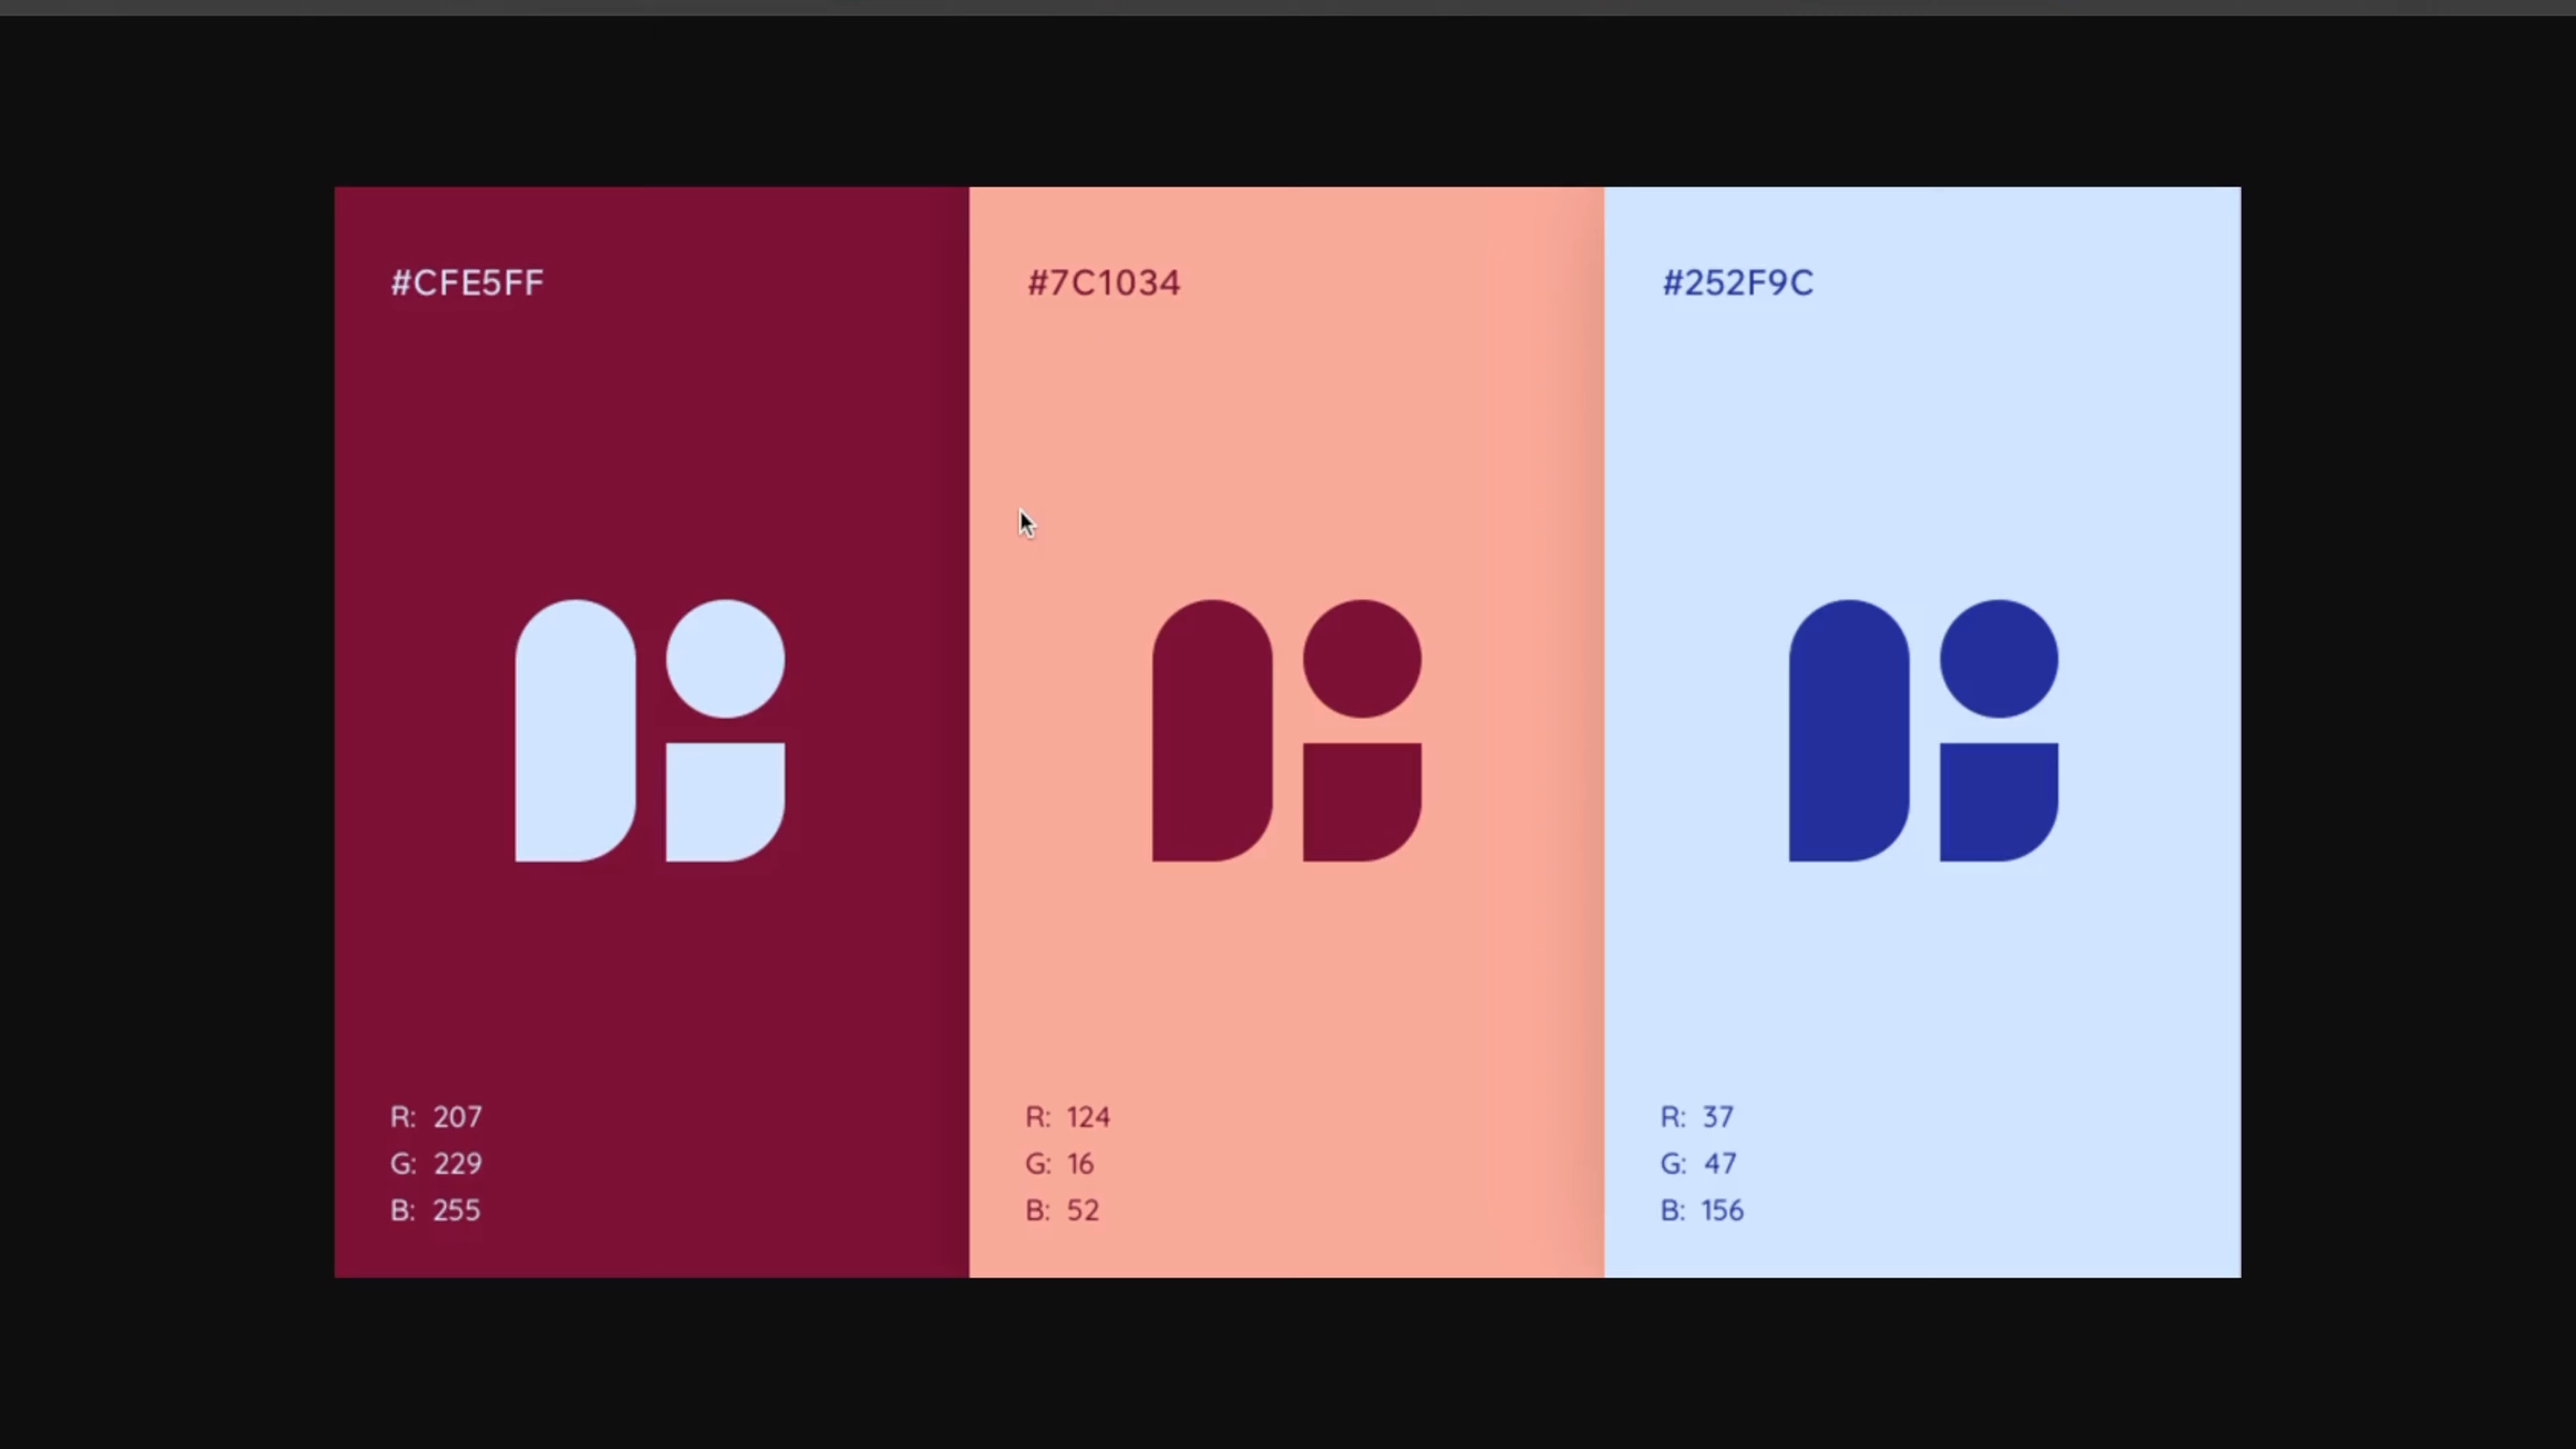 #CFE5FF
R: 207
G: 229
B: 255
#7C1034
R: 124
G: 16
B: 52
#252F9C
R: 37
G: 47
B: 156